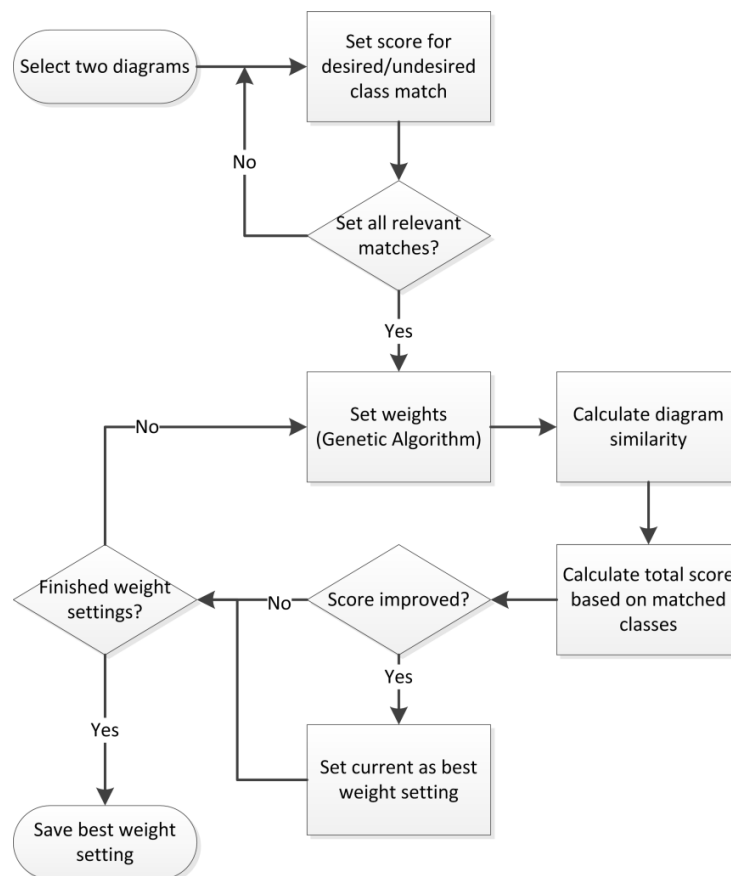 Select two diagrams
Set score for
desired/undesired
class match
No
Set all relevant
matches?
Yes
Set weights
(Genetic Algorithm)
Calculate diagram
similarity
No
Calculate total score
based on matched
classes
Score improved?
No
Finished weight
settings?
Yes
Set current as best
weight setting
Yes
Save best weight
setting